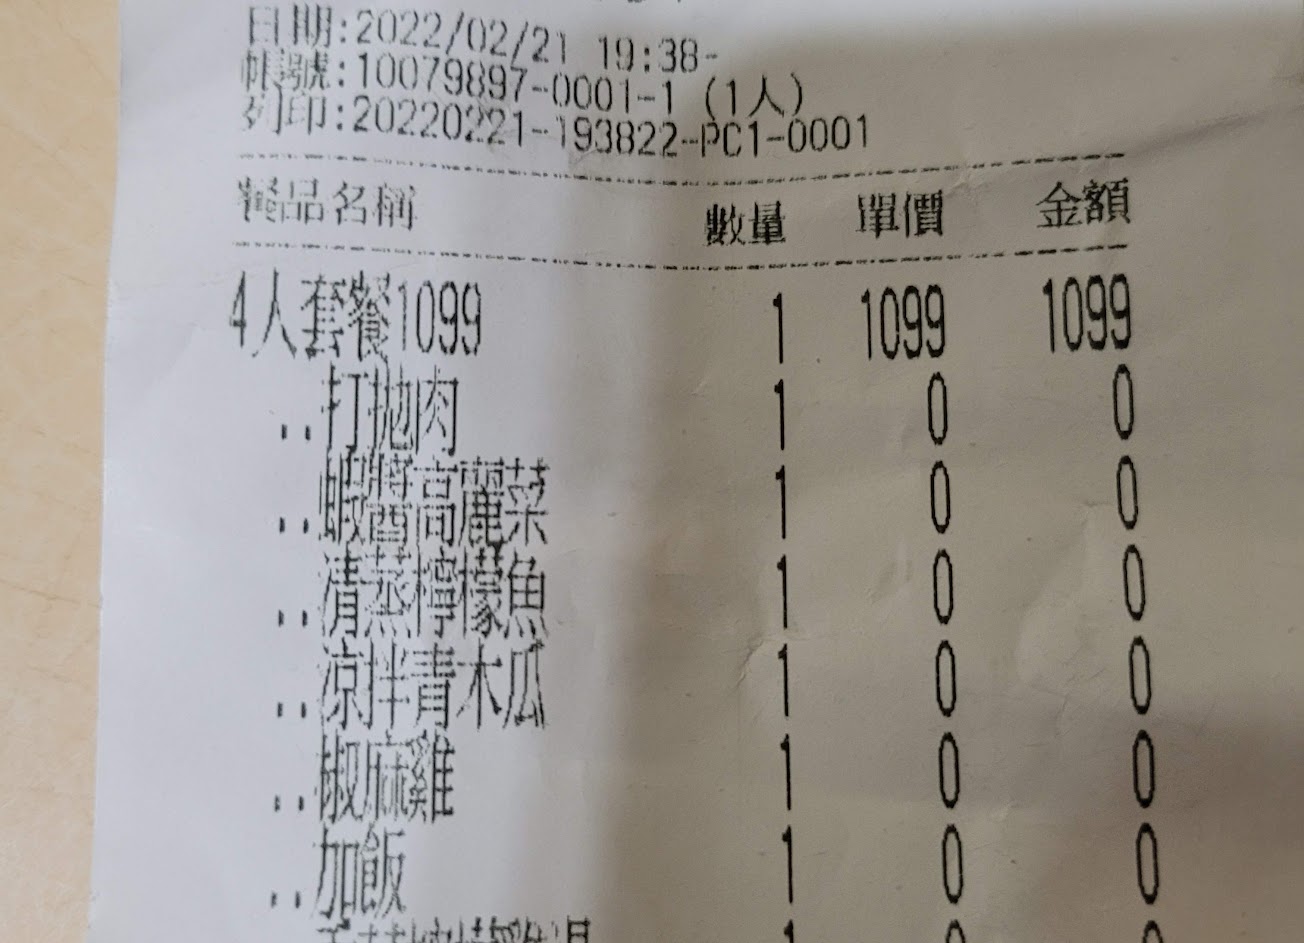 日期:2022/02/21 19:38-
帳號:10079897-0001-1 (1人)
列印:20220221-193822-PC1-0001
餐品名稱 數量 單價 金額
4人套餐1099 1 1099 1099
..打拋肉 1 0 0
..蝦醬高麗菜 1 0 0
..清蒸檸檬魚 1 0 0
..涼拌青木瓜 1 0 0
..椒麻雞 1 0 0
..加飯 1 0 0